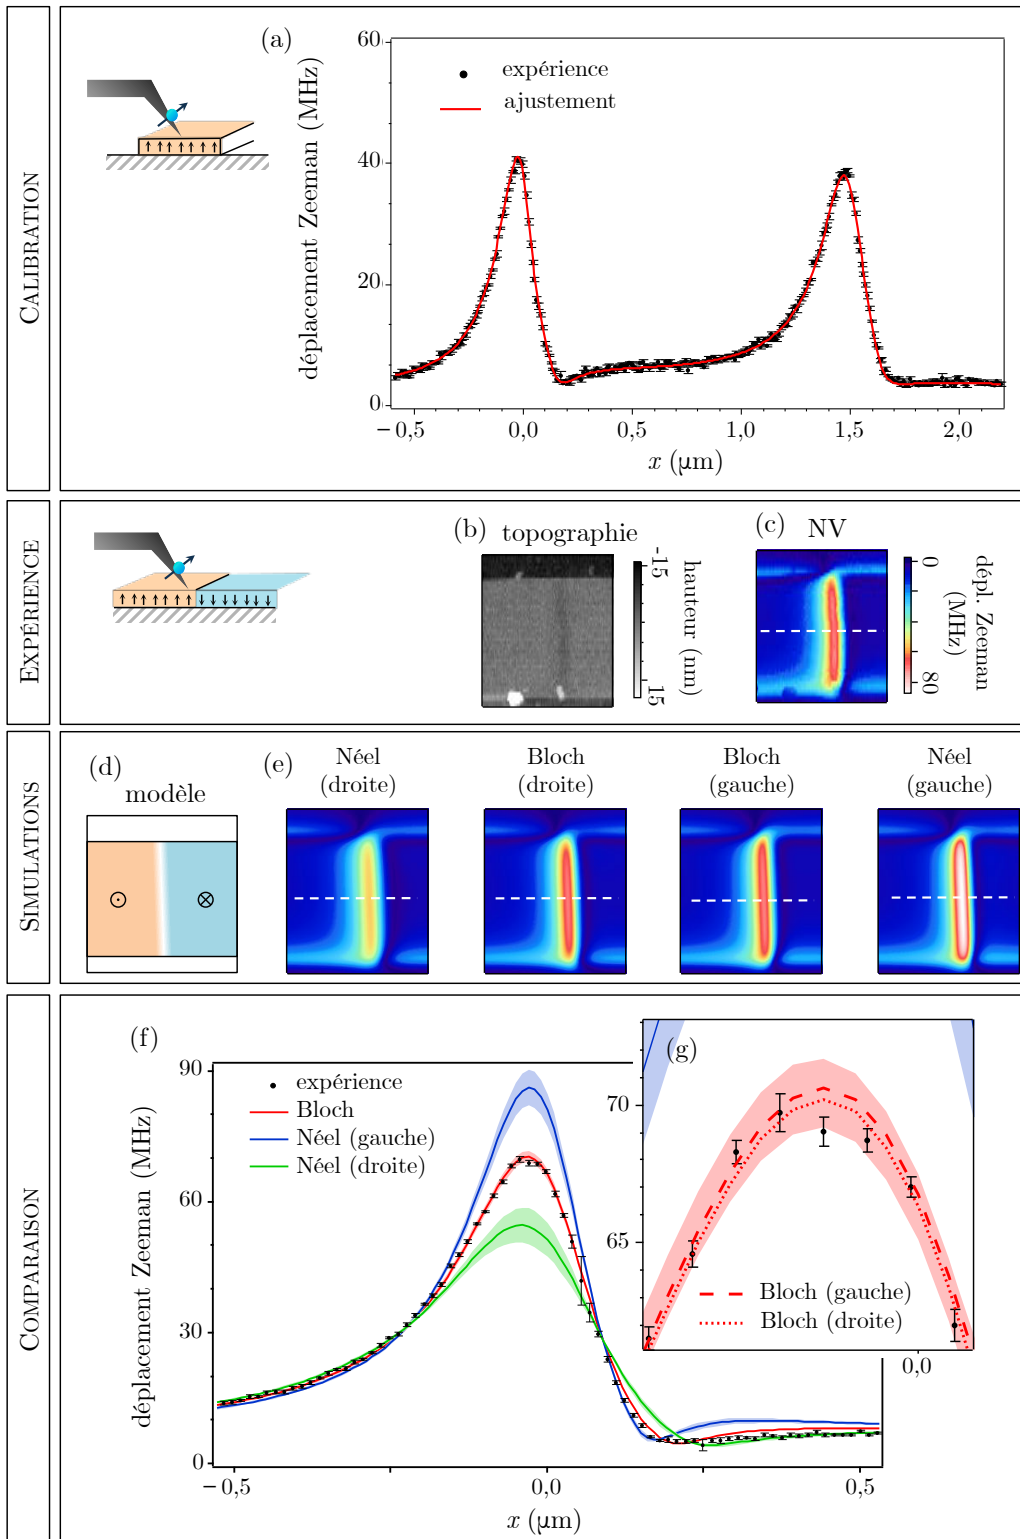 CALIBRATION
(a)
déplacement Zeeman (MHz)
60
40
20
0
expérience
ajustement
−0,5
0,0
0,5
1,0
1,5
2,0
x (µm)
EXPÉRIENCE
(b)
topographie
-15
15
hauteur (nm)
(c)
NV
0
80
dépl. Zeeman
(MHz)
SIMULATIONS
(d)
modèle
(e)
Néel
(droite)
Bloch
(droite)
Bloch
(gauche)
Néel
(gauche)
COMPARAISON
(f)
déplacement Zeeman (MHz)
90
60
30
0
expérience
Bloch
Néel (gauche)
Néel (droite)
−0,5
0,0
0,5
x (µm)
(g)
70
65
Bloch (gauche)
Bloch (droite)
0,0